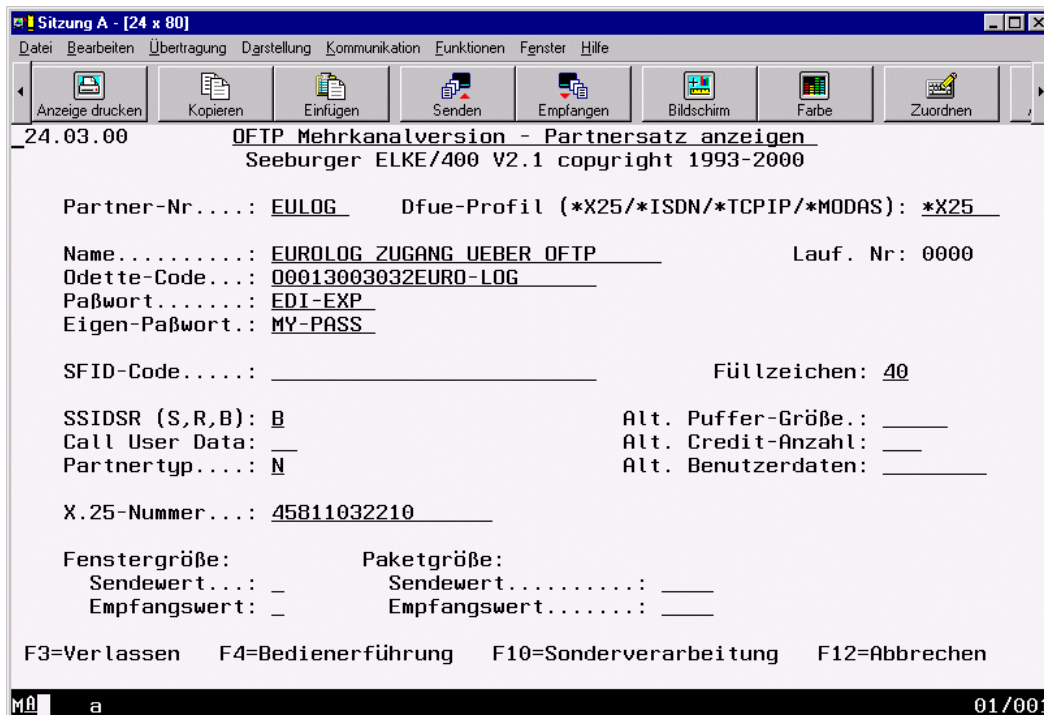 Sitzung A - [24 x 80]
Datei Bearbeiten Übertragung Darstellung Kommunikation Funktionen Fenster Hilfe
Anzeige drucken Kopieren Einfügen Senden Empfangen Bildschirm Farbe Zuordnen
24.03.00 OFTP Mehrkanalversion - Partnersatz anzeigen
Seeburger ELKE/400 V2.1 copyright 1993-2000
Partner-Nr....: EULOG Dfue-Profil (*X25/*ISDN/*TCPIP/*MODAS): *X25
Name..........: EUROLOG ZUGANG UEBER OFTP Lauf. Nr: 0000
Odette-Code...: O0013003032EURO-LOG
Paßwort.......: EDI-EXP
Eigen-Paßwort.: MY-PASS
SFID-Code.....: Füllzeichen: 40
SSIDSR (S,R,B): B Alt. Puffer-Größe.:
Call User Data: Alt. Credit-Anzahl:
Partnertyp....: N Alt. Benutzerdaten:
X.25-Nummer...: 45811032210
Fenstergröße: Paketgröße:
Sendewert...: Sendewert..........:
Empfangswert: Empfangswert.......:
F3=Verlassen F4=Bedienerführung F10=Sonderverarbeitung F12=Abbrechen
MA a 01/001